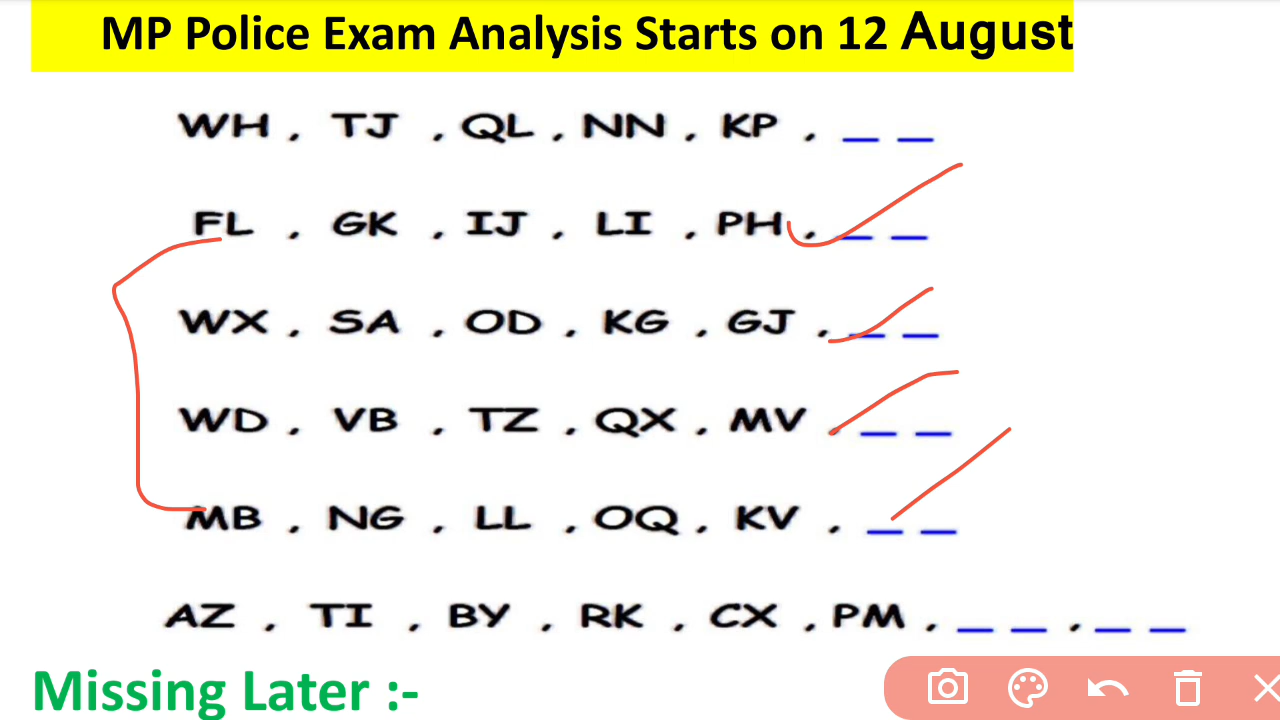 MP Police Exam Analysis Starts on 12 August
WH , TJ , QL , NN , KP , _ _
FL , GK , IJ , LI , PH , _ _
WX , SA , OD , KG , GJ , _ _
WD , VB , TZ , QX , MV _ _
MB , NG , LL , OQ , KV , _ _
AZ , TI , BY , RK , CX , PM , _ _ , _ _
Missing Later :-